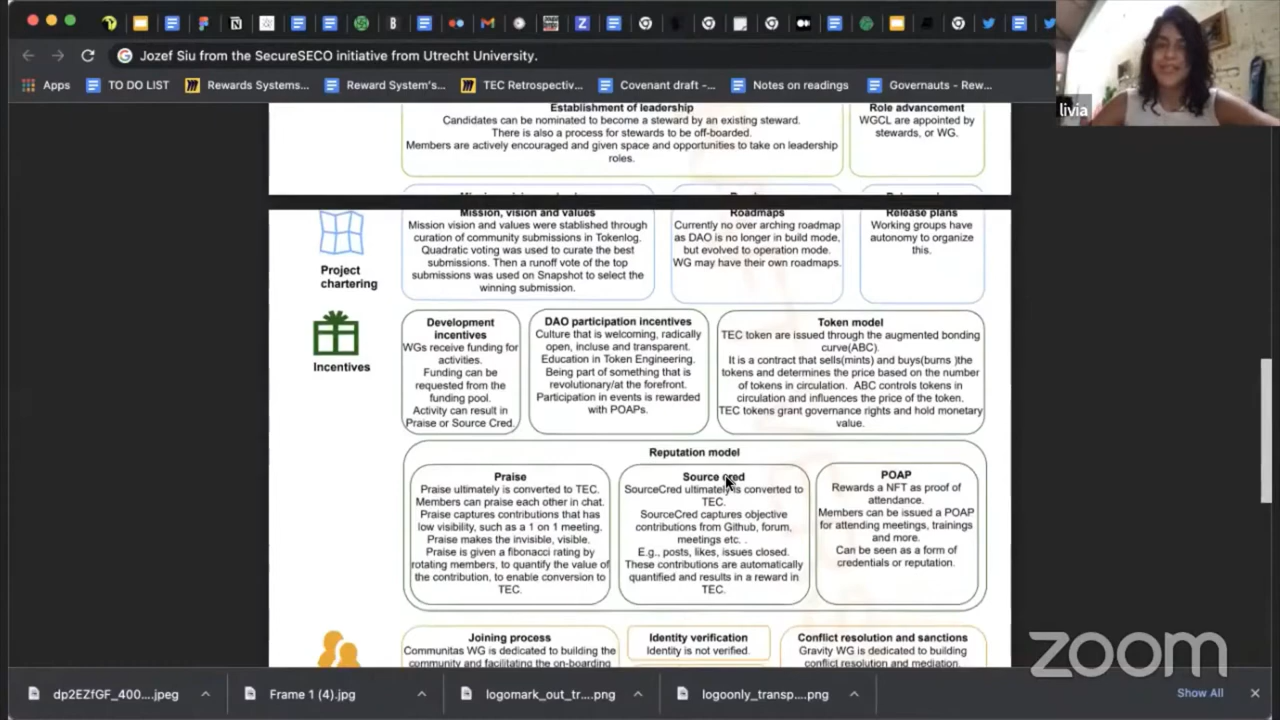 Jozef Siu from the SecureSECO initiative from Utrecht University.
Apps
TO DO LIST
Rewards Systems...
Reward System's...
TEC Retrospectiv...
Covenant draft -...
Notes on readings
Governauts - Rew...
livia
Establishment of leadership
Candidates can be nominated to become a steward by an existing steward.
There is also a process for stewards to be off-boarded.
Members are actively encouraged and given space and opportunities to take on leadership
roles.
Role advancement
WGCL are appointed by
stewards, or WG.
Project
chartering
Mission, vision and values
Mission vision and values were stablished through
curation of community submissions in Tokenlog.
Quadratic voting was used to curate the best
submissions. Then a runoff vote of the top
submissions was used on Snapshot to select the
winning submission.
Roadmaps
Currently no over arching roadmap
as DAO is no longer in build mode,
but evolved to operation mode.
WG may have their own roadmaps.
Release plans
Working groups have
autonomy to organize
this.
Incentives
Development
incentives
WGs receive funding for
activities.
Funding can be
requested from the
funding pool.
Activity can result in
Praise or Source Cred.
DAO participation incentives
Culture that is welcoming, radically
open, incluse and transparent.
Education in Token Engineering.
Being part of something that is
revolutionary/at the forefront.
Participation in events is rewarded
with POAPs.
Token model
TEC token are issued through the augmented bonding
curve(ABC).
It is a contract that sells(mints) and buys(burns )the
tokens and determines the price based on the number
of tokens in circulation. ABC controls tokens in
circulation and influences the price of the token.
TEC tokens grant governance rights and hold monetary
value.
Reputation model
Praise
Praise ultimately is converted to TEC.
Members can praise each other in chat.
Praise captures contributions that has
low visibility, such as a 1 on 1 meeting.
Praise makes the invisible, visible.
Praise is given a fibonacci rating by
rotating members, to quantify the value of
the contribution, to enable conversion to
TEC.
Source cred
SourceCred ultimately is converted to
TEC.
SourceCred captures objective
contributions from Github, forum,
meetings etc. .
E.g., posts, likes, issues closed.
These contributions are automatically
quantified and results in a reward in
TEC.
POAP
Rewards a NFT as proof of
attendance.
Members can be issued a POAP
for attending meetings, trainings
and more.
Can be seen as a form of
credentials or reputation.
Joining process
Communitas WG is dedicated to building the
community and facilitating the on-boarding
Identity verification
Identity is not verified.
Conflict resolution and sanctions
Gravity WG is dedicated to building
conflict resolution and mediation.
zoom
dp2EZfGF_400....jpeg
Frame 1 (4).jpg
logomark_out_tr....png
logoonly_transp....png
Show All